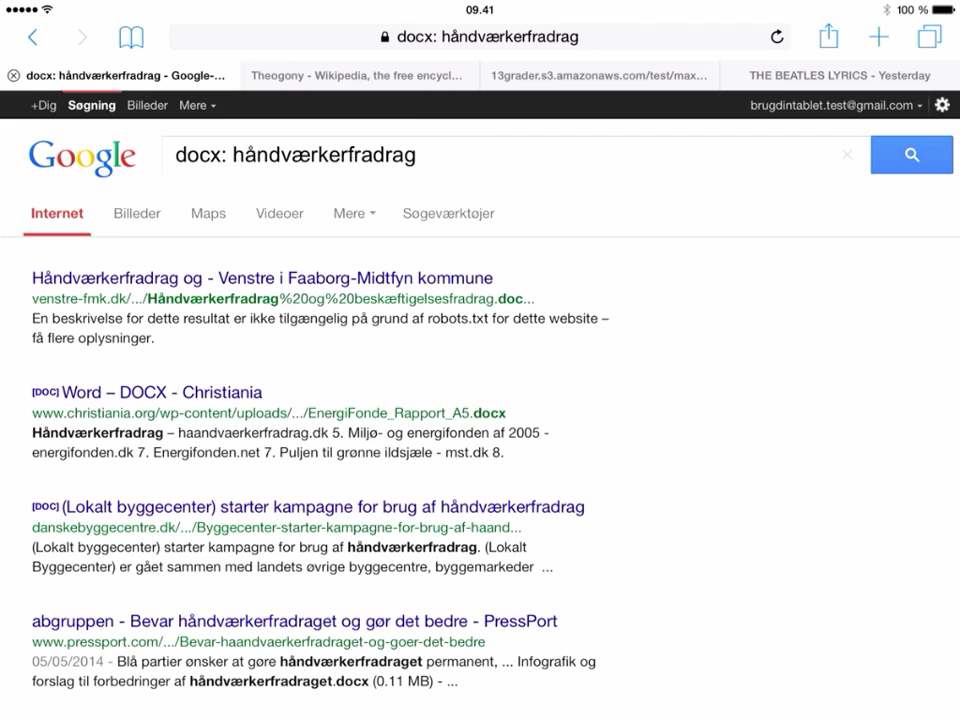 09.41
100 %
docx: håndværkerfradrag
docx: håndværkerfradrag - Google-...
Theogony - Wikipedia, the free encycl...
13grader.s3.amazonaws.com/test/max...
THE BEATLES LYRICS - Yesterday
+Dig Søgning Billeder Mere
brugdintablet.test@gmail.com
Google
docx: håndværkerfradrag
Internet Billeder Maps Videoer Mere Søgeværktøjer
Håndværkerfradrag og - Venstre i Faaborg-Midtfyn kommune
venstre-fmk.dk/.../Håndværkerfradrag%20og%20beskæftigelsesfradrag.doc...
En beskrivelse for dette resultat er ikke tilgængelig på grund af robots.txt for dette website –
få flere oplysninger.
[DOC] Word – DOCX - Christiania
www.christiania.org/wp-content/uploads/.../EnergiFonde_Rapport_A5.docx
Håndværkerfradrag – haandvaerkerfradrag.dk 5. Miljø- og energifonden af 2005 -
energifonden.dk 7. Energifonden.net 7. Puljen til grønne ildsjæle - mst.dk 8.
[DOC] (Lokalt byggecenter) starter kampagne for brug af håndværkerfradrag
danskebyggecentre.dk/.../Byggecenter-starter-kampagne-for-brug-af-haand...
(Lokalt byggecenter) starter kampagne for brug af håndværkerfradrag. (Lokalt
Byggecenter) er gået sammen med landets øvrige byggecentre, byggemarkeder ...
abgruppen - Bevar håndværkerfradraget og gør det bedre - PressPort
www.pressport.com/.../Bevar-haandvaerkerfradraget-og-goer-det-bedre
05/05/2014 - Blå partier ønsker at gøre håndværkerfradraget permanent, ... Infografik og
forslag til forbedringer af håndværkerfradraget.docx (0.11 MB) - ...